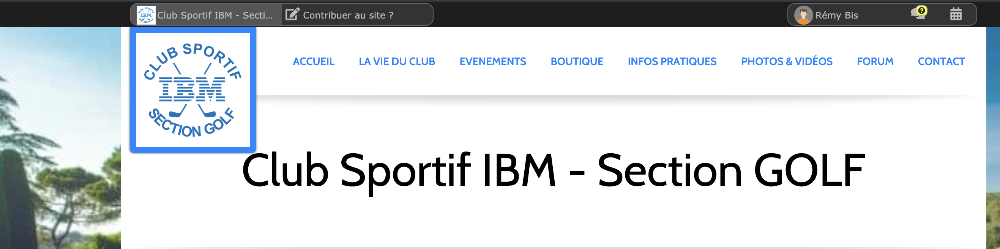 Club Sportif IBM - Secti...
Contribuer au site ?
Rémy Bis
?
CLUB SPORTIF
IBM
SECTION GOLF
ACCUEIL
LA VIE DU CLUB
EVENEMENTS
BOUTIQUE
INFOS PRATIQUES
PHOTOS & VIDÉOS
FORUM
CONTACT
Club Sportif IBM - Section GOLF